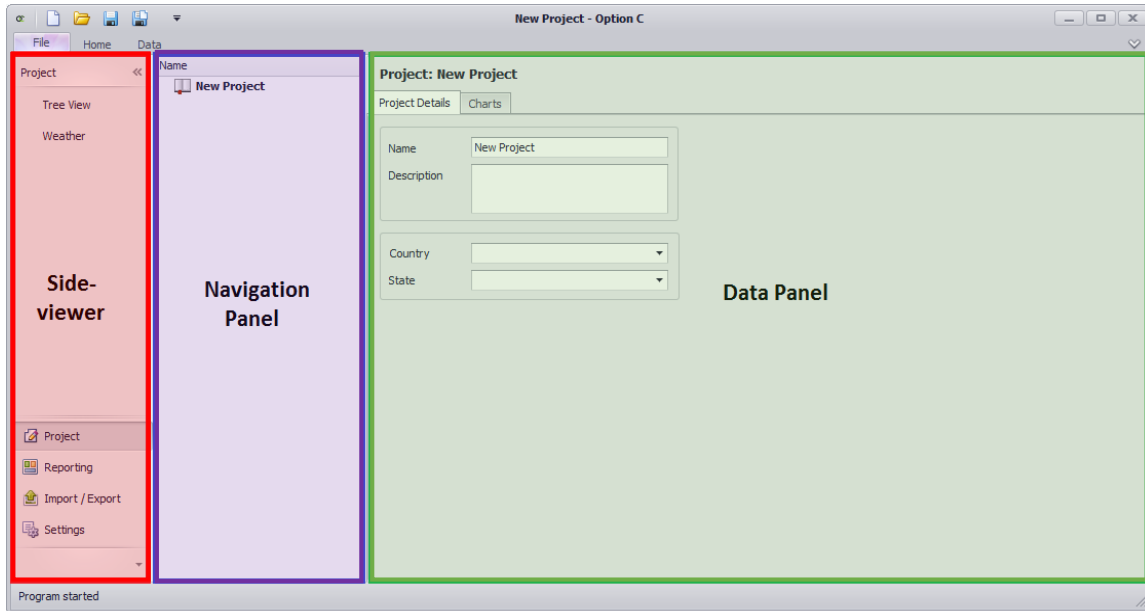 New Project - Option C
File Home Data
Project
Tree View
Weather
Side-
viewer
Project
Reporting
Import / Export
Settings
Name
New Project
Navigation
Panel
Project: New Project
Project Details Charts
Name New Project
Description
Country
State
Data Panel
Program started